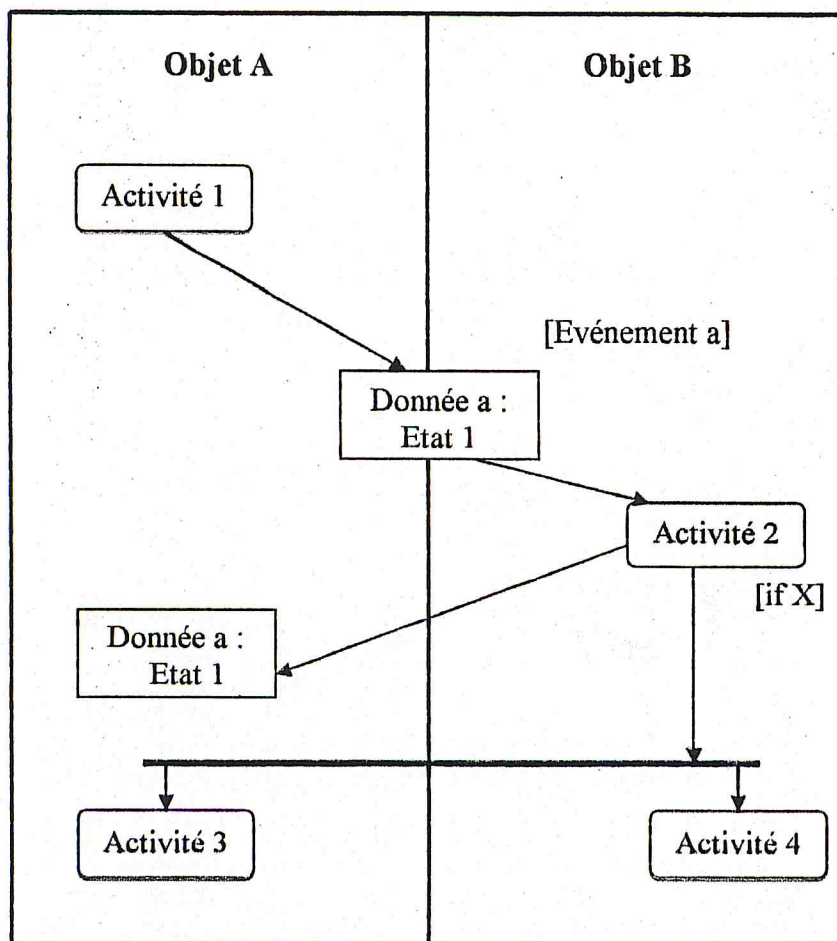 Objet A
Objet B
Activité 1
[Evénement a]
Donnée a :
Etat 1
Activité 2
[if X]
Donnée a :
Etat 1
Activité 3
Activité 4